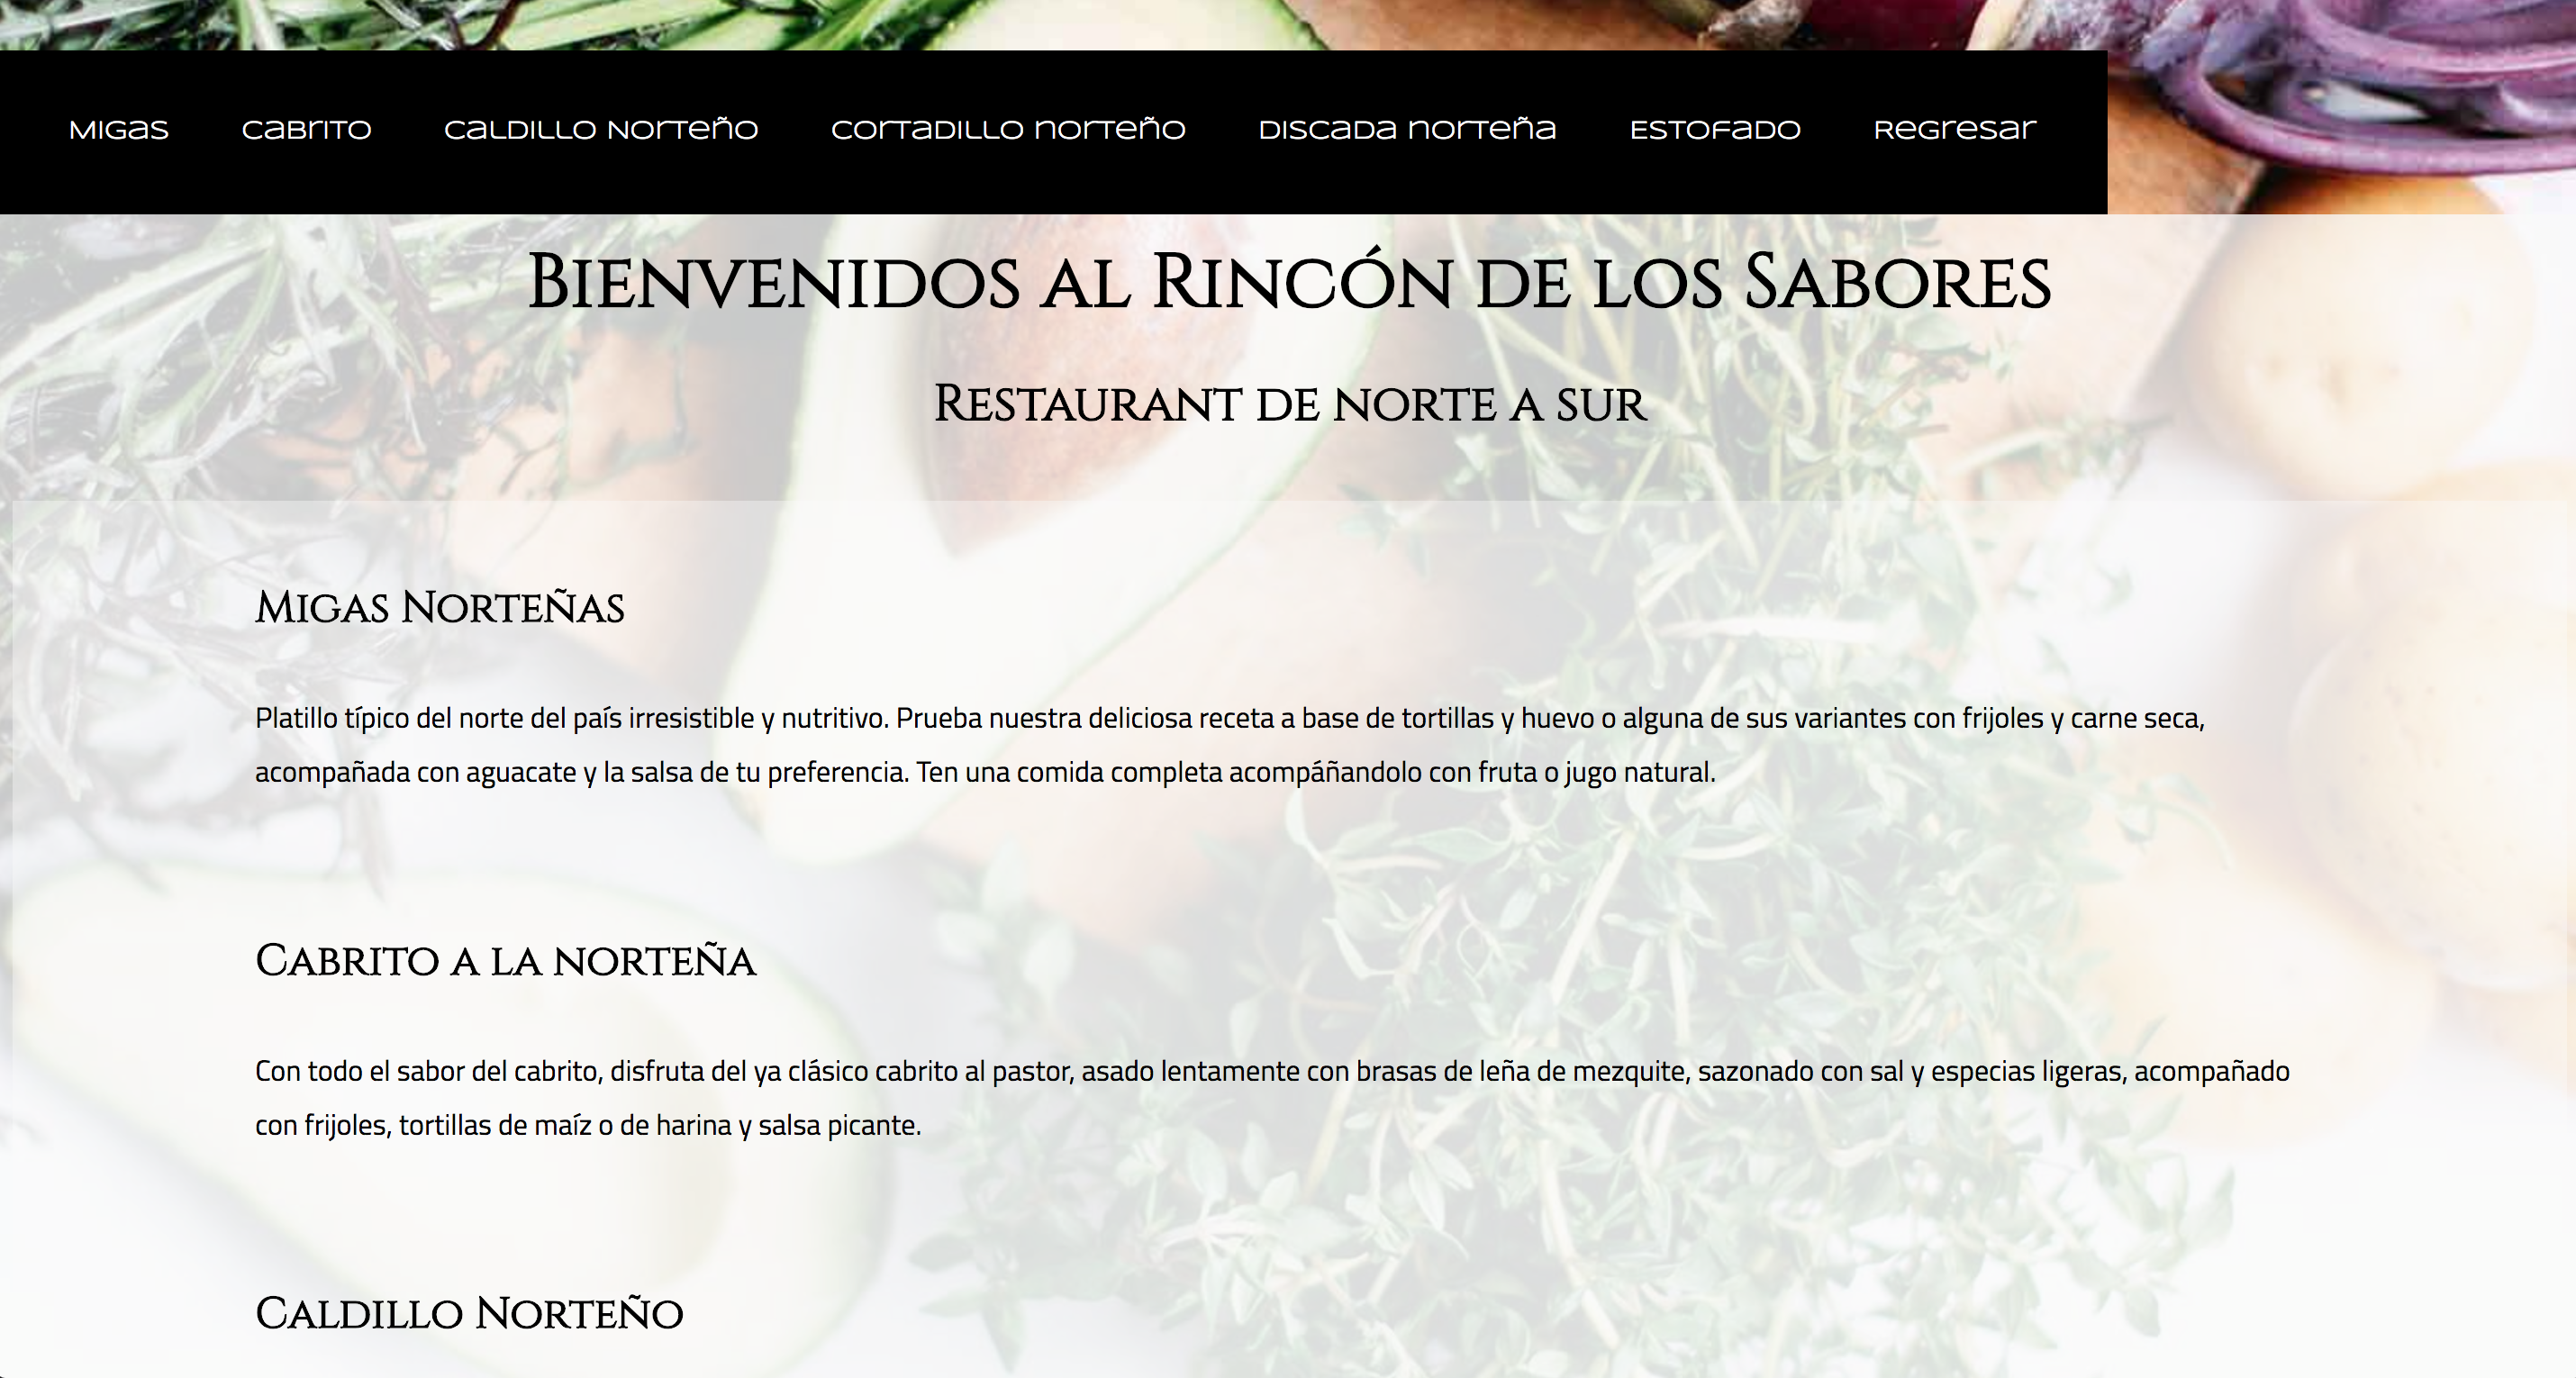 Migas Cabrito Caldillo Norteño Cortadillo norteño Discada norteña Estofado Regresar
Bienvenidos al Rincón de los Sabores
Restaurant de norte a sur
Migas Norteñas
Platillo típico del norte del país irresistible y nutritivo. Prueba nuestra deliciosa receta a base de tortillas y huevo o alguna de sus variantes con frijoles y carne seca,
acompañada con aguacate y la salsa de tu preferencia. Ten una comida completa acompáñandolo con fruta o jugo natural.
Cabrito a la norteña
Con todo el sabor del cabrito, disfruta del ya clásico cabrito al pastor, asado lentamente con brasas de leña de mezquite, sazonado con sal y especias ligeras, acompañado
con frijoles, tortillas de maíz o de harina y salsa picante.
Caldillo Norteño